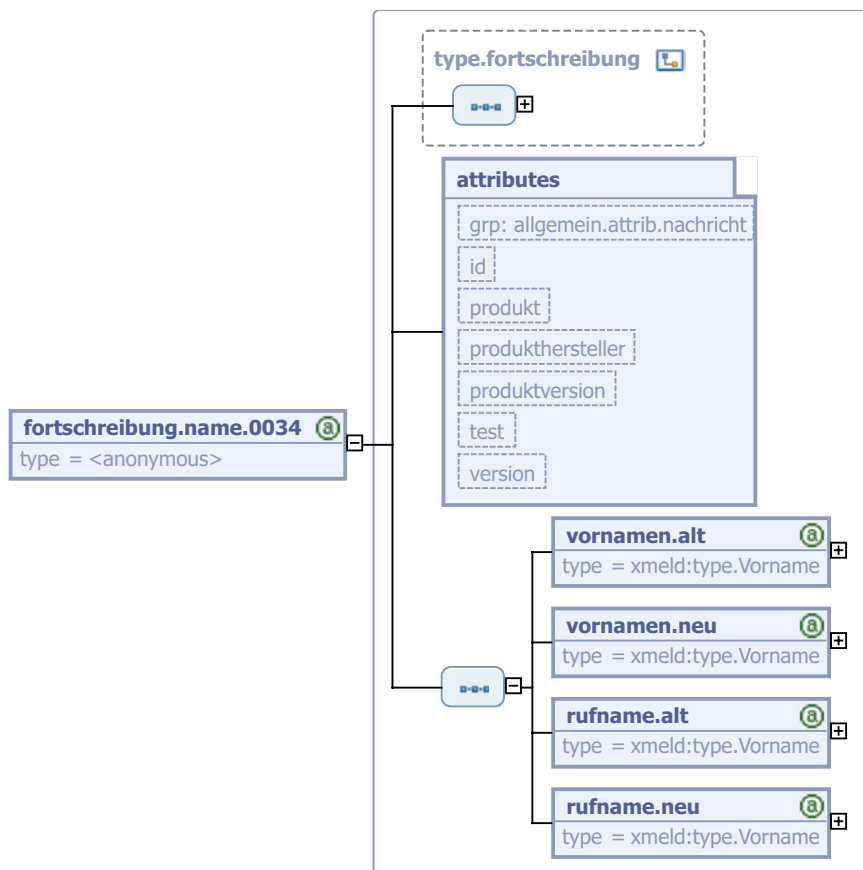 type.fortschreibung
attributes
grp: allgemein.attrib.nachricht
id
produkt
produkthersteller
produktversion
test
version
fortschreibung.name.0034
type = <anonymous>
vornamen.alt
type = xmeld:type.Vorname
vornamen.neu
type = xmeld:type.Vorname
rufname.alt
type = xmeld:type.Vorname
rufname.neu
type = xmeld:type.Vorname